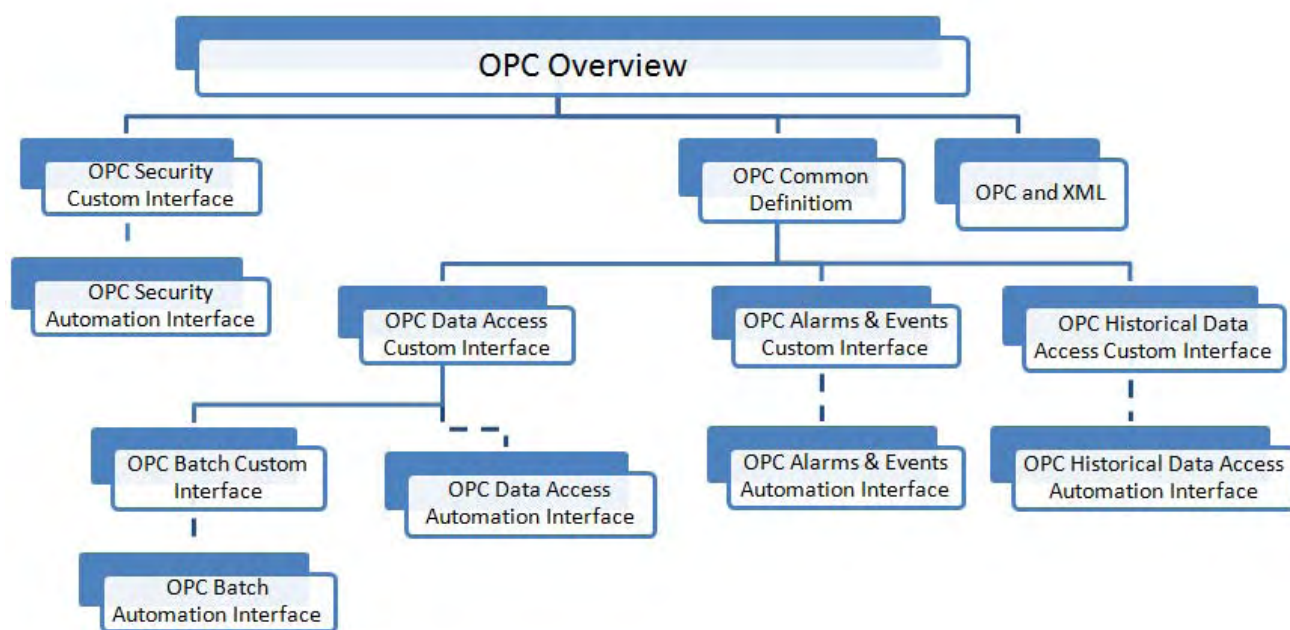 OPC Overview
OPC Security
Custom Interface
OPC Common
Definitiom
OPC and XML
OPC Security
Automation Interface
OPC Data Access
Custom Interface
OPC Alarms & Events
Custom Interface
OPC Historical Data
Access Custom Interface
OPC Batch Custom
Interface
OPC Data Access
Automation Interface
OPC Alarms & Events
Automation Interface
OPC Historical Data Access
Automation Interface
OPC Batch
Automation Interface